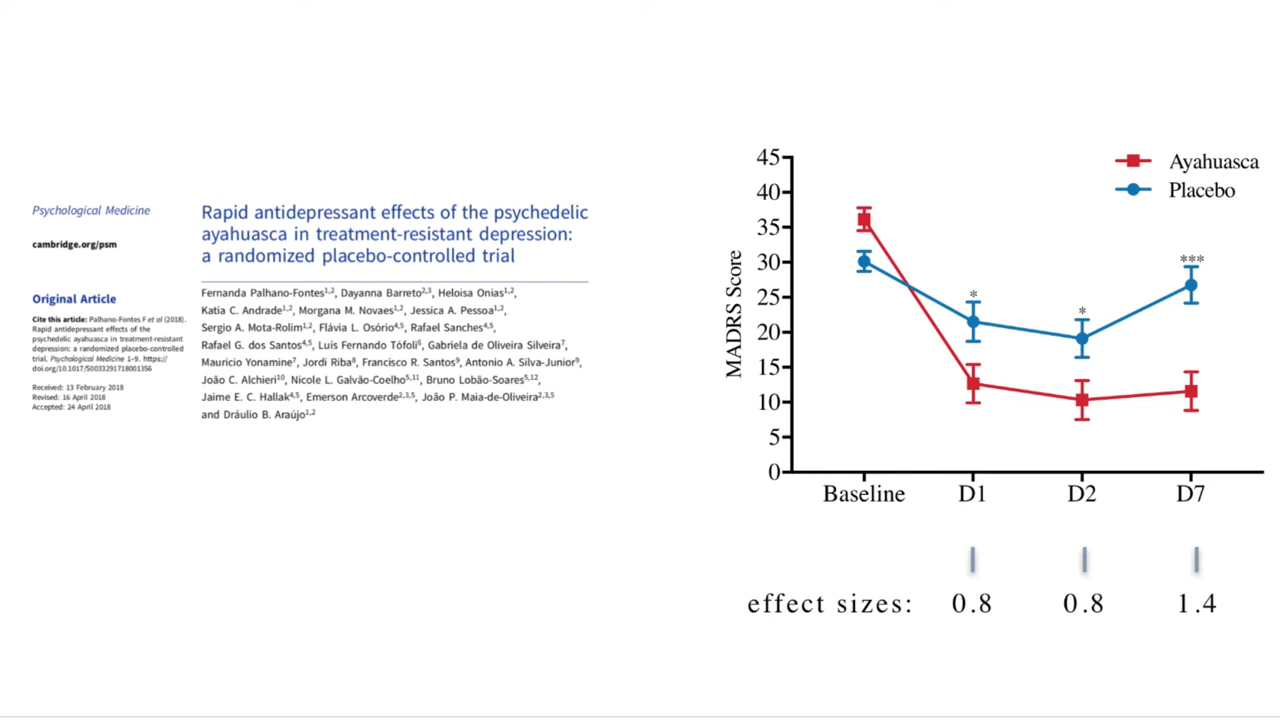 Psychological Medicine
cambridge.org/psm
Original Article
Cite this article: Palhano-Fontes F et al (2018).
Rapid antidepressant effects of the
psychedelic ayahuasca in treatment-resistant
depression: a randomized placebo-controlled
trial. Psychological Medicine 1–9. https://
doi.org/10.1017/S0033291718001356
Received: 13 February 2018
Revised: 16 April 2018
Accepted: 24 April 2018
Rapid antidepressant effects of the psychedelic
ayahuasca in treatment-resistant depression:
a randomized placebo-controlled trial
Fernanda Palhano-Fontes1,2, Dayanna Barreto2,3, Heloisa Onias1,2,
Katia C. Andrade1,2, Morgana M. Novaes1,2, Jessica A. Pessoa1,2,
Sergio A. Mota-Rolim1,2, Flávia L. Osório4,5, Rafael Sanches4,5,
Rafael G. dos Santos4,5, Luís Fernando Tófoli6, Gabriela de Oliveira Silveira7,
Mauricio Yonamine7, Jordi Riba8, Francisco R. Santos9, Antonio A. Silva-Junior9,
João C. Alchieri10, Nicole L. Galvão-Coelho5,11, Bruno Lobão-Soares5,12,
Jaime E. C. Hallak4,5, Emerson Arcoverde2,3,5, João P. Maia-de-Oliveira2,3,5
and Dráulio B. Araújo1,2
Ayahuasca
Placebo
MADRS Score
45
40
35
30
25
20
15
10
5
0
*
*
***
Baseline D1 D2 D7
effect sizes: 0.8 0.8 1.4